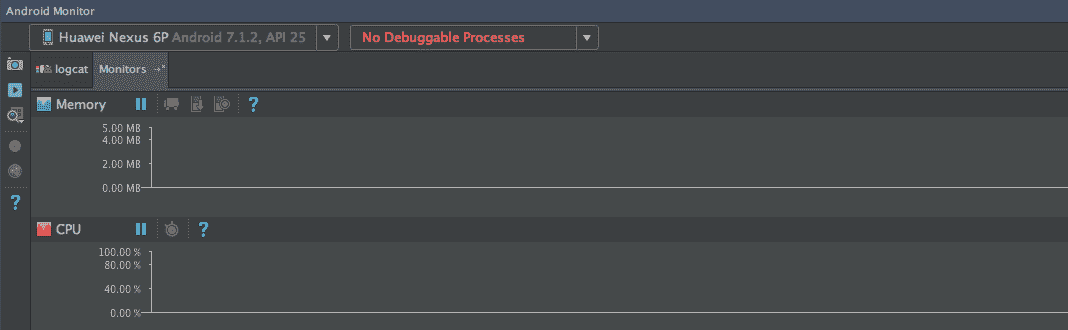 Android Monitor
Huawei Nexus 6P Android 7.1.2, API 25
No Debuggable Processes
logcat
Monitors
Memory
?
5.00 MB
4.00 MB
2.00 MB
0.00 MB
?
CPU
?
100.00 %
80.00 %
40.00 %
0.00 %